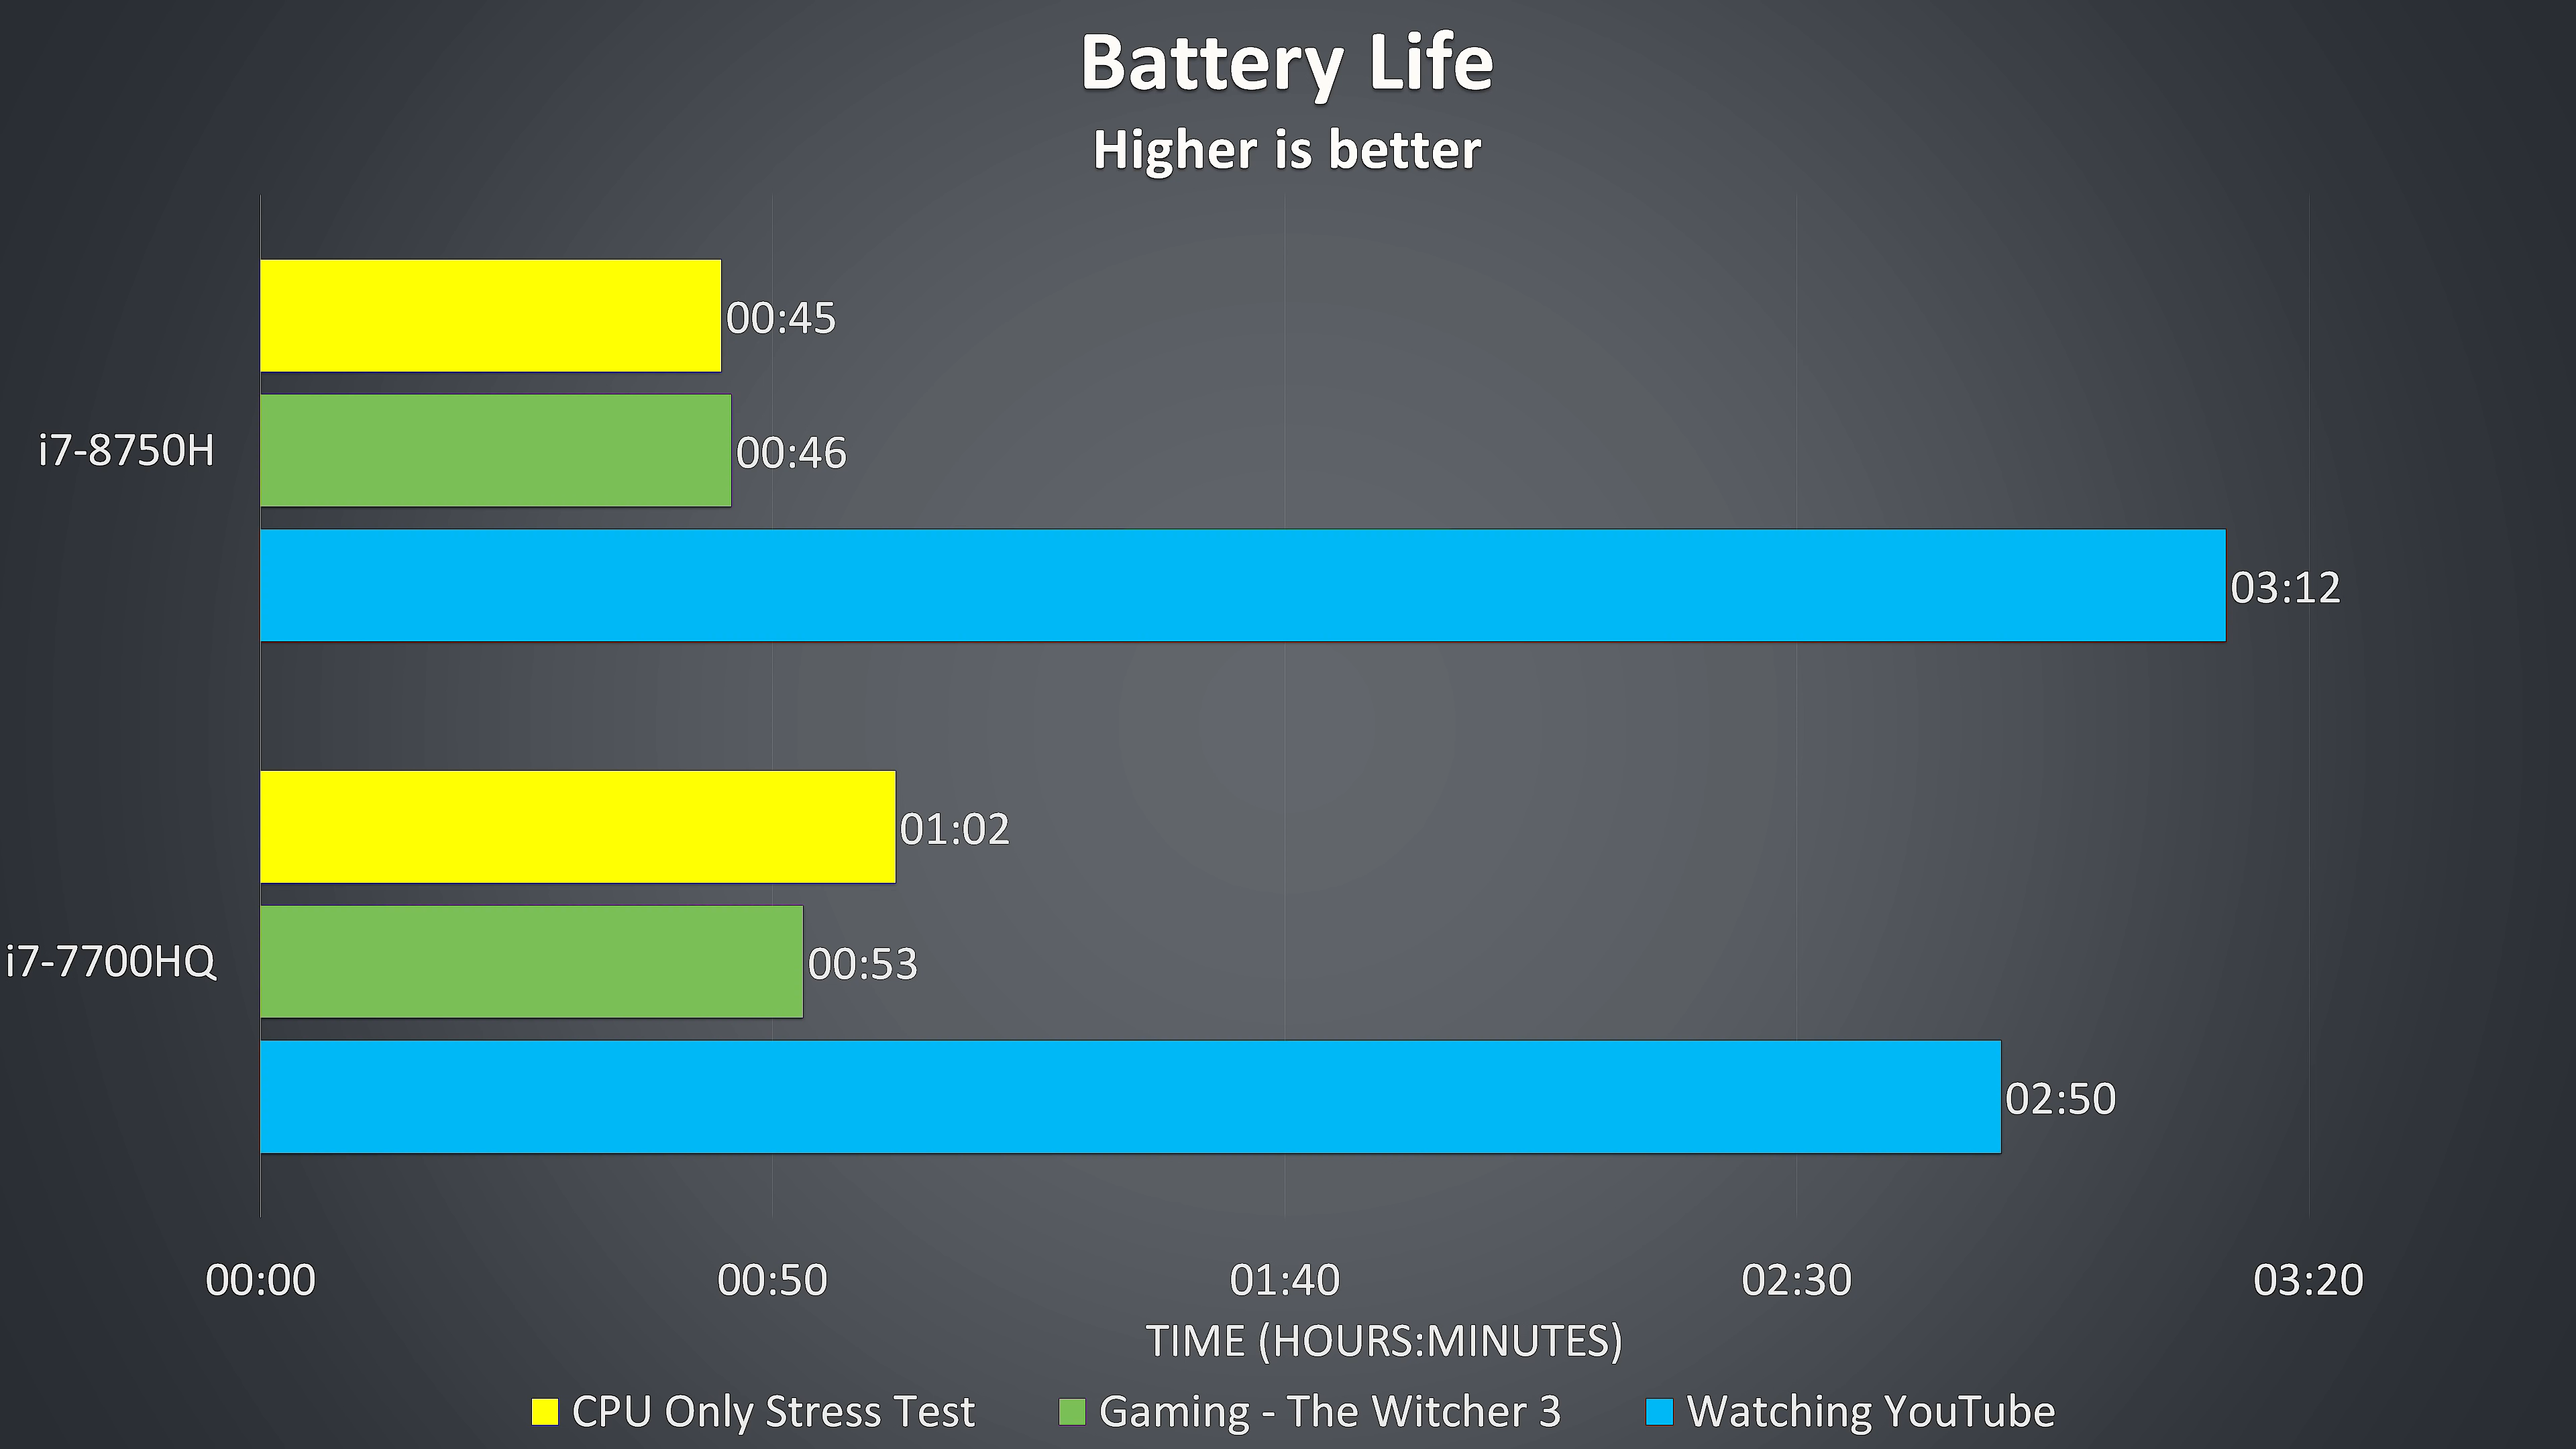 Battery Life
Higher is better
00:45
i7-8750H
00:46
03:12
01:02
i7-7700HQ
00:53
02:50
00:00 00:50 01:40 02:30 03:20
TIME (HOURS:MINUTES)
CPU Only Stress Test Gaming - The Witcher 3 Watching YouTube